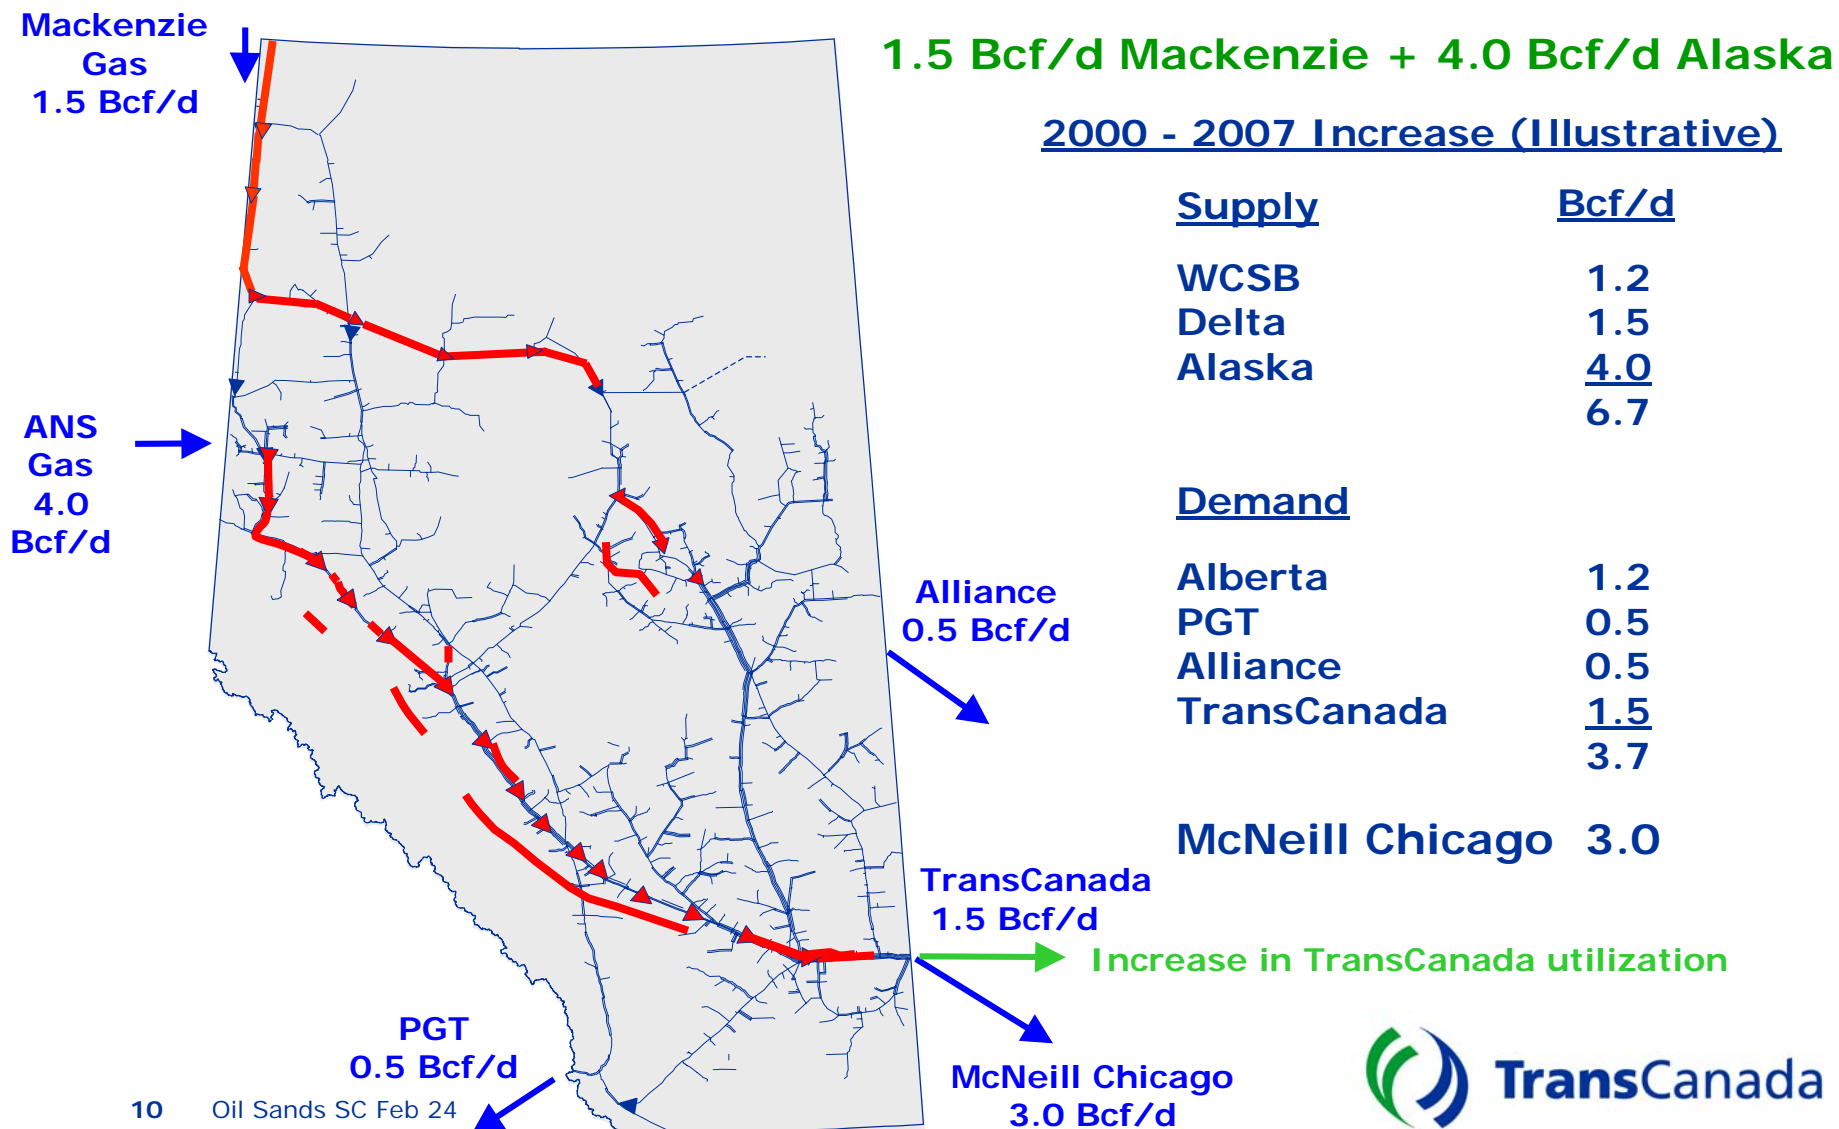 Mackenzie
Gas
1.5 Bcf/d
1.5 Bcf/d Mackenzie + 4.0 Bcf/d Alaska
2000 - 2007 Increase (Illustrative)
Supply Bcf/d
WCSB 1.2
Delta 1.5
Alaska 4.0
6.7
ANS
Gas
4.0
Bcf/d
Demand
Alberta 1.2
PGT 0.5
Alliance 0.5
TransCanada 1.5
3.7
Alliance
0.5 Bcf/d
McNeill Chicago 3.0
TransCanada
1.5 Bcf/d
Increase in TransCanada utilization
PGT
0.5 Bcf/d
McNeill Chicago
3.0 Bcf/d
TransCanada
10 Oil Sands SC Feb 24